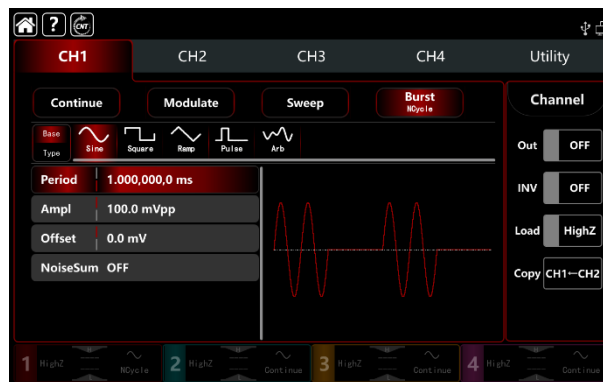 ? CNT
CH1 CH2 CH3 CH4 Utility
Continue Modulate Sweep Burst NCycle Channel
Base Type Sine Square Ramp Pulse Arb
Out OFF
Period 1.000,000,0 ms
INV OFF
Ampl 100.0 mVpp
Offset 0.0 mV
Load HighZ
NoiseSum OFF
Copy CH1←CH2
1 HighZ NCycle 2 HighZ Continue 3 HighZ Continue 4 HighZ Continue